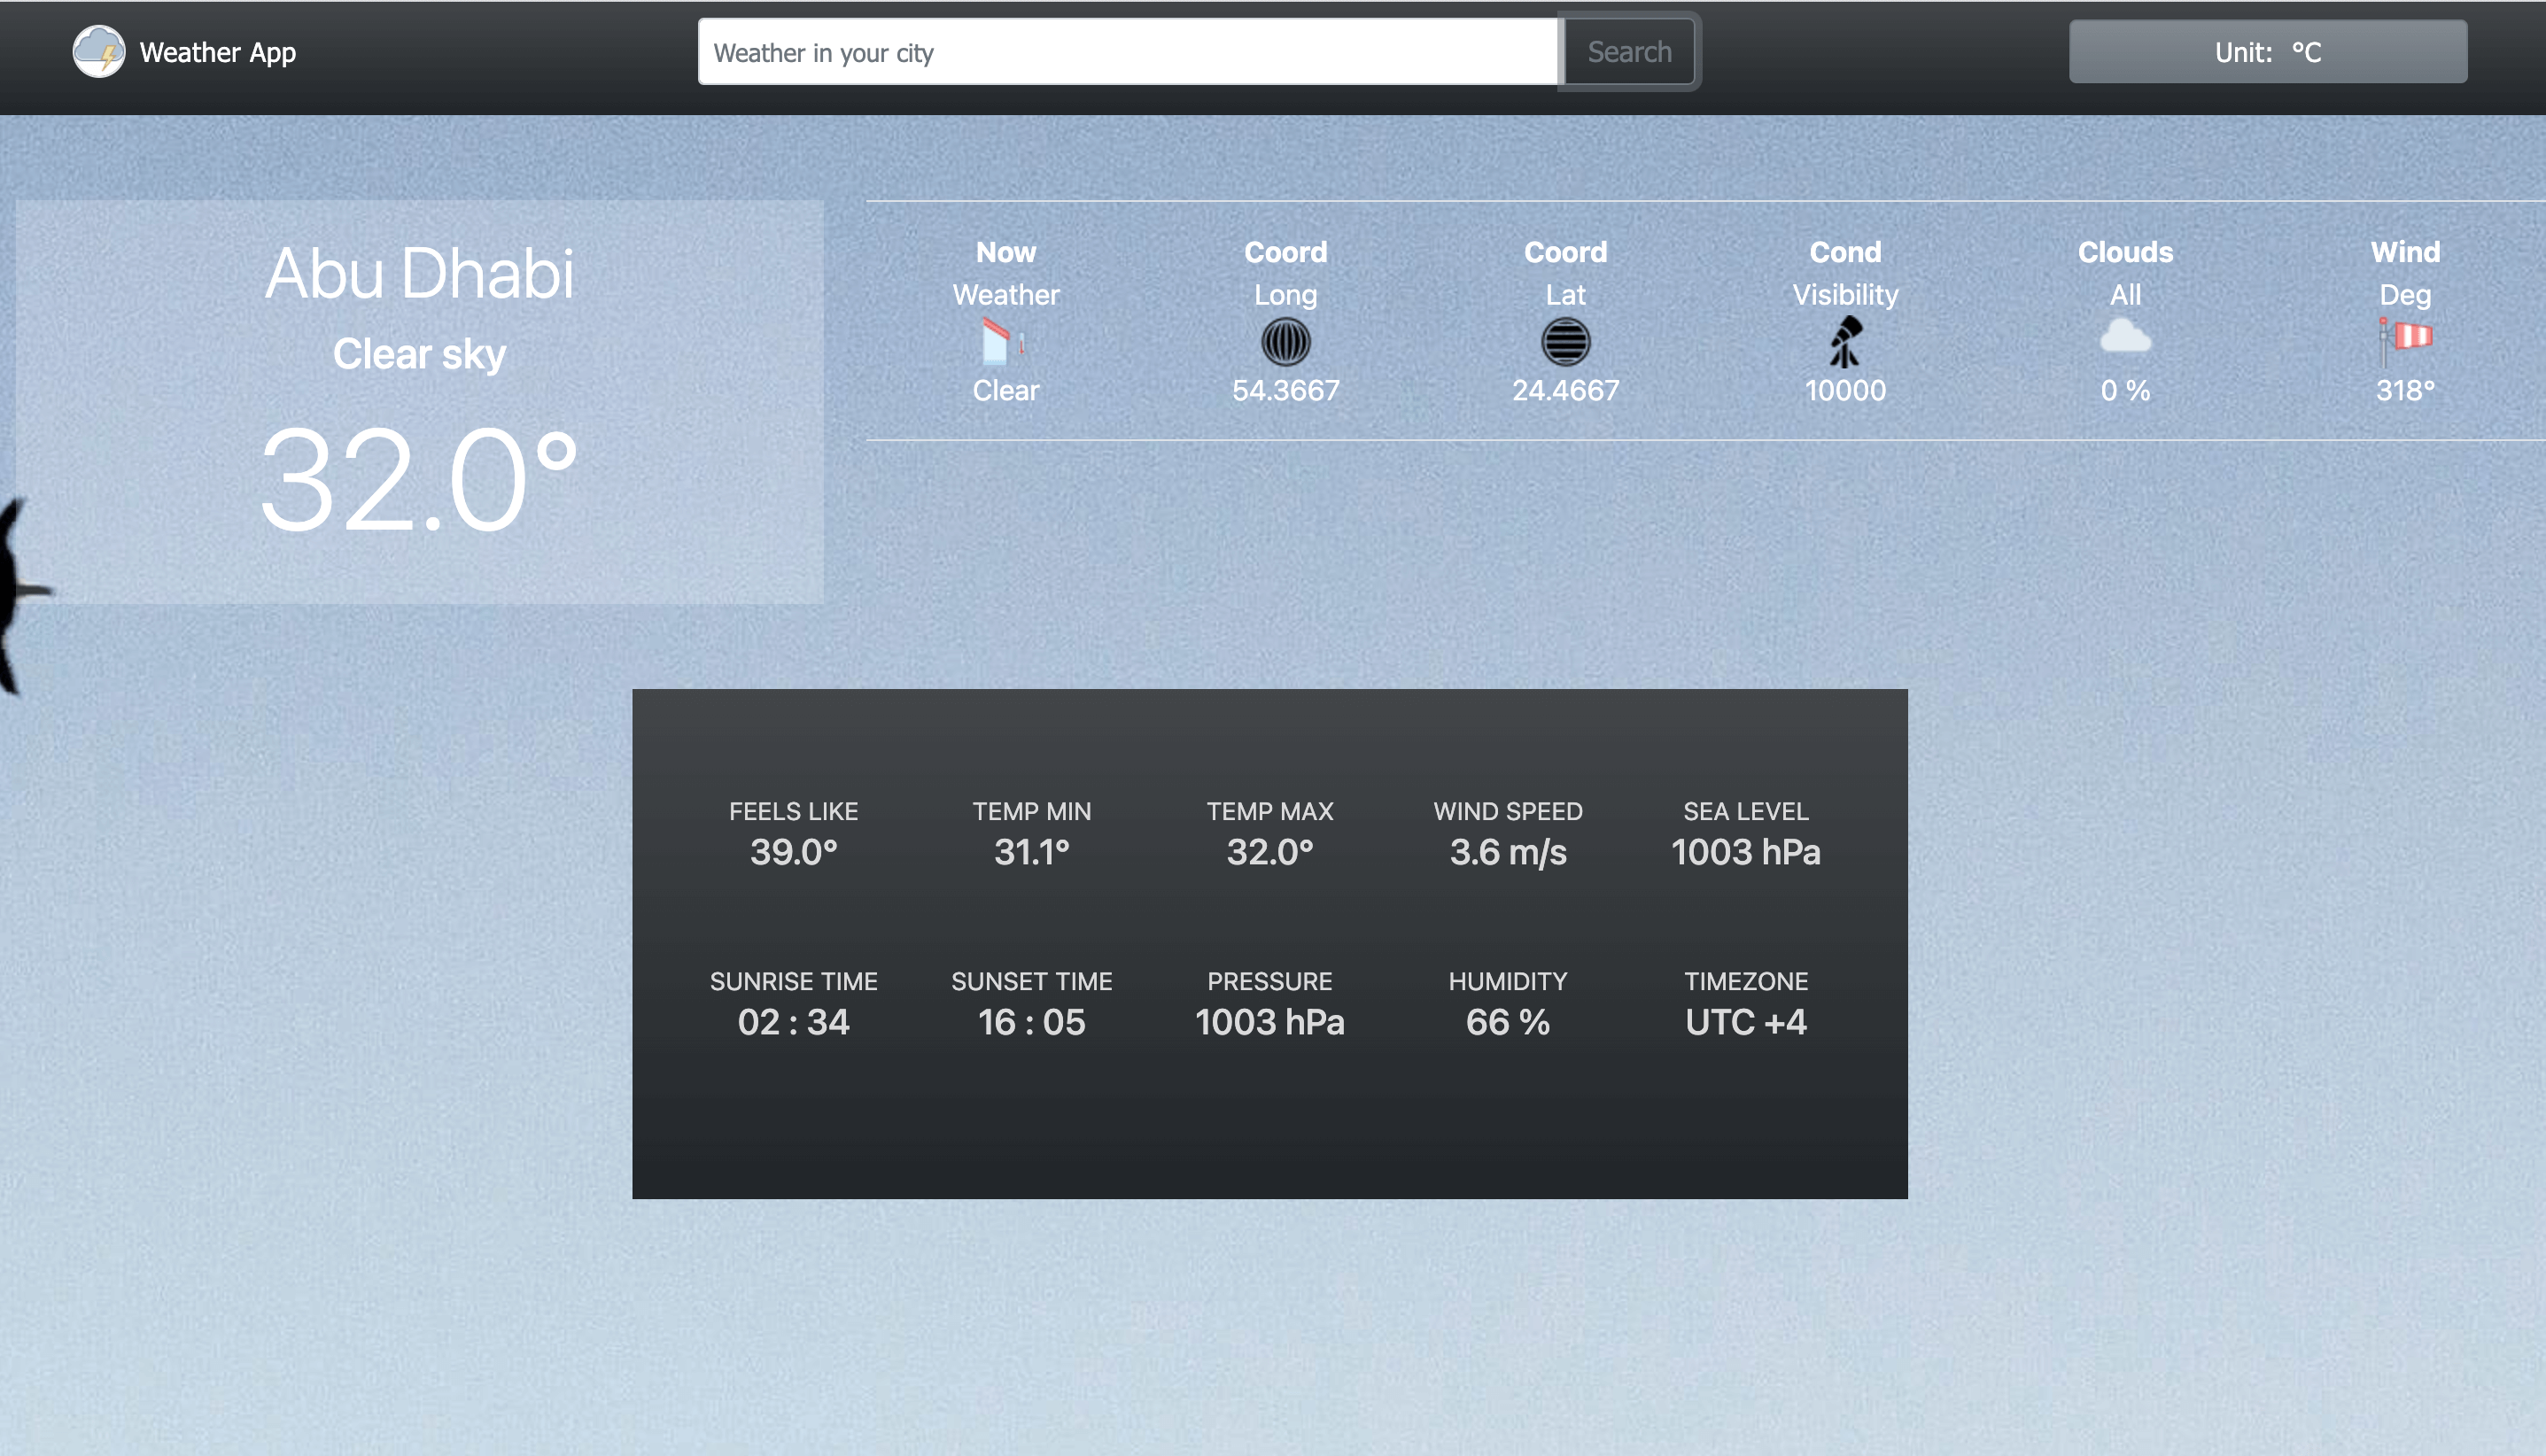 Weather App
Weather in your city
Search
Unit: °C
Abu Dhabi
Clear sky
32.0°
Now Coord Coord Cond Clouds Wind
Weather Long Lat Visibility All Deg
Clear 54.3667 24.4667 10000 0 % 318°
FEELS LIKE TEMP MIN TEMP MAX WIND SPEED SEA LEVEL
39.0° 31.1° 32.0° 3.6 m/s 1003 hPa
SUNRISE TIME SUNSET TIME PRESSURE HUMIDITY TIMEZONE
02 : 34 16 : 05 1003 hPa 66 % UTC +4